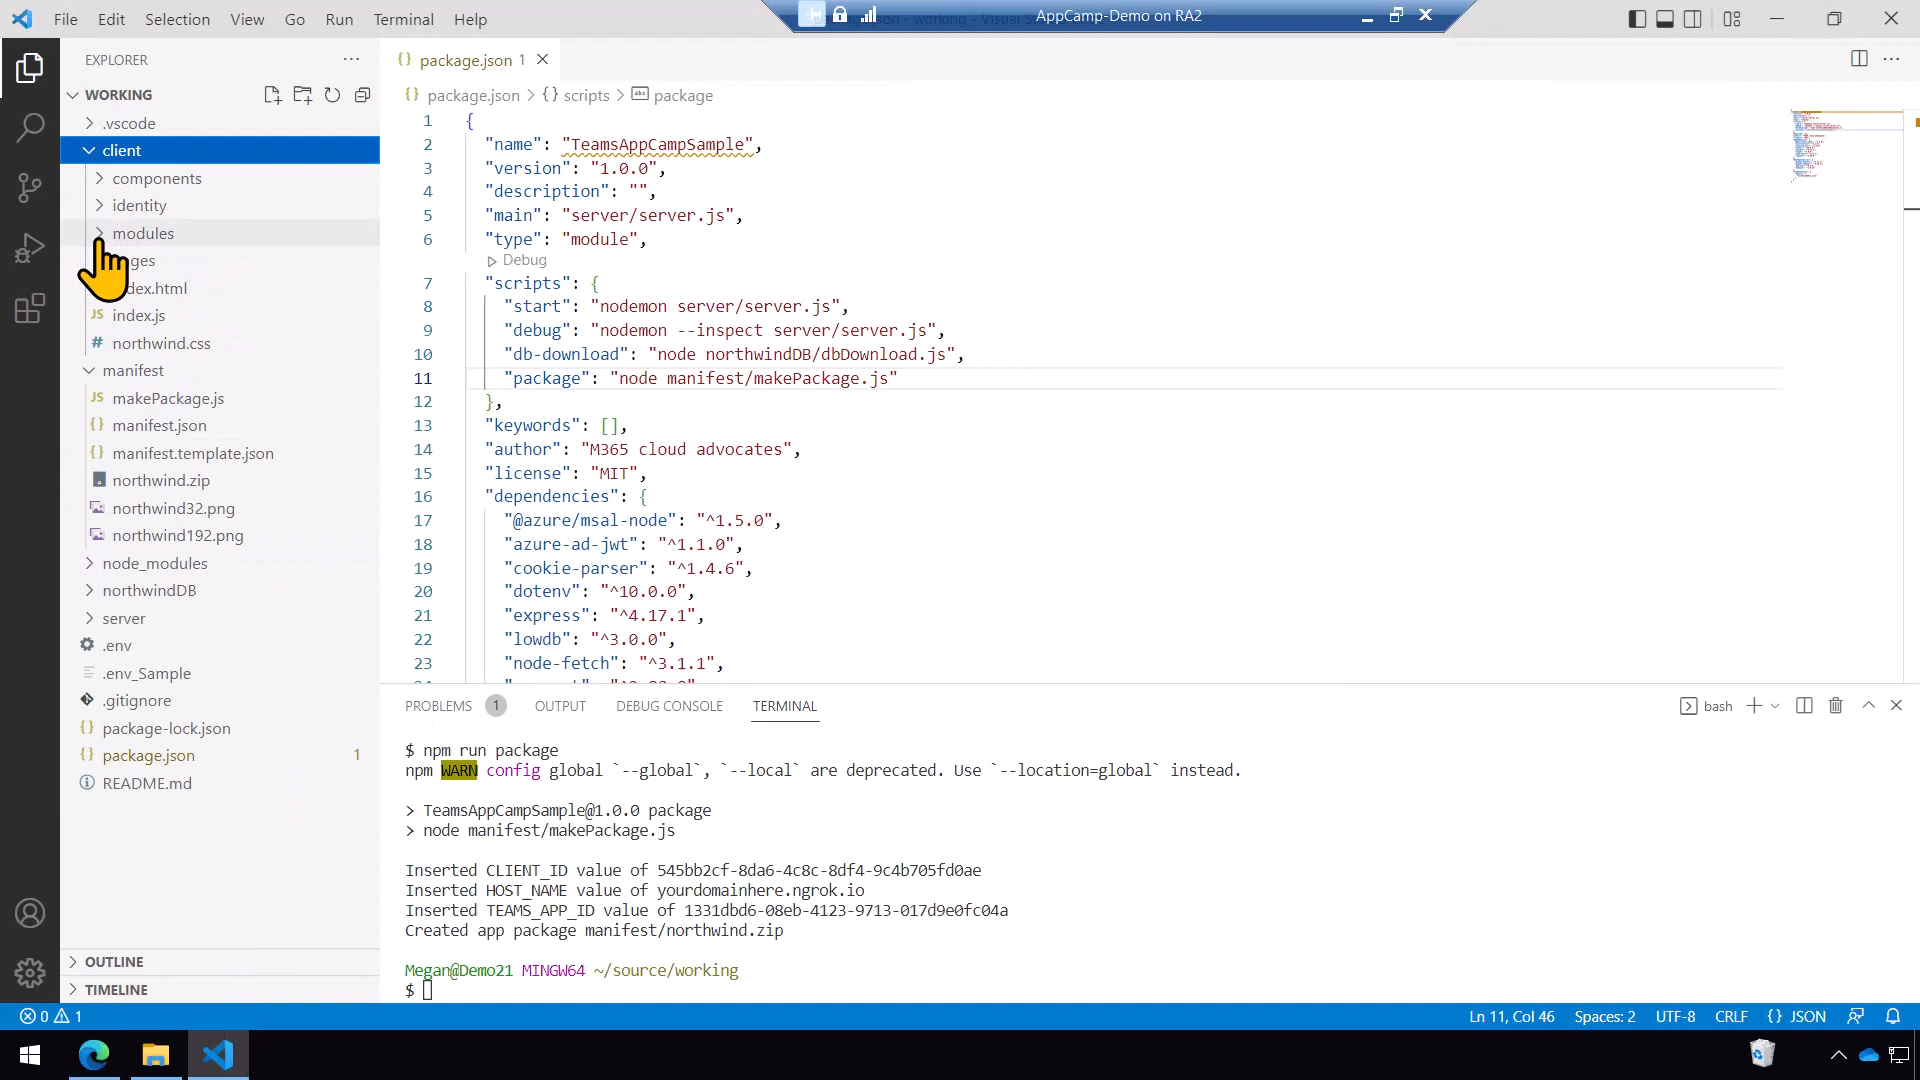 File Edit Selection View Go Run Terminal Help
AppCamp-Demo on RA2
EXPLORER
WORKING
.vscode
client
components
identity
modules
ges
dex.html
index.js
northwind.css
manifest
makePackage.js
manifest.json
manifest.template.json
northwind.zip
northwind32.png
northwind192.png
node_modules
northwindDB
server
.env
.env_Sample
.gitignore
package-lock.json
package.json 1
README.md
OUTLINE
TIMELINE
package.json 1
package.json > {} scripts > package
1 {
2 "name": "TeamsAppCampSample",
3 "version": "1.0.0",
4 "description": "",
5 "main": "server/server.js",
6 "type": "module",
Debug
7 "scripts": {
8 "start": "nodemon server/server.js",
9 "debug": "nodemon --inspect server/server.js",
10 "db-download": "node northwindDB/dbDownload.js",
11 "package": "node manifest/makePackage.js"
12 },
13 "keywords": [],
14 "author": "M365 cloud advocates",
15 "license": "MIT",
16 "dependencies": {
17 "@azure/msal-node": "^1.5.0",
18 "azure-ad-jwt": "^1.1.0",
19 "cookie-parser": "^1.4.6",
20 "dotenv": "^10.0.0",
21 "express": "^4.17.1",
22 "lowdb": "^3.0.0",
23 "node-fetch": "^3.1.1",
PROBLEMS 1 OUTPUT DEBUG CONSOLE TERMINAL
bash
$ npm run package
npm WARN config global `--global`, `--local` are deprecated. Use `--location=global` instead.
> TeamsAppCampSample@1.0.0 package
> node manifest/makePackage.js
Inserted CLIENT_ID value of 545bb2cf-8da6-4c8c-8df4-9c4b705fd0ae
Inserted HOST_NAME value of yourdomainhere.ngrok.io
Inserted TEAMS_APP_ID value of 1331dbd6-08eb-4123-9713-017d9e0fc04a
Created app package manifest/northwind.zip
Megan@Demo21 MINGW64 ~/source/working
$
0 1
Ln 11, Col 46 Spaces: 2 UTF-8 CRLF {} JSON